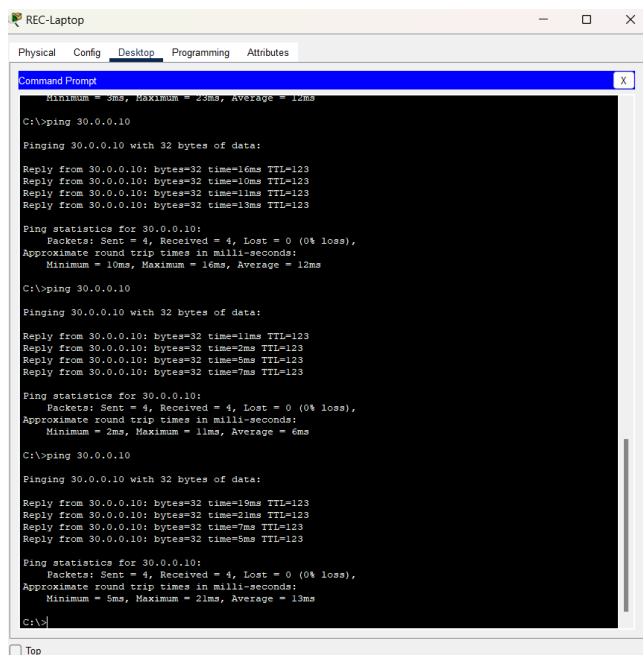 REC-Laptop
Physical Config Desktop Programming Attributes
Command Prompt
X
Minimum = 3ms, Maximum = 23ms, Average = 12ms
C:\>ping 30.0.0.10
Pinging 30.0.0.10 with 32 bytes of data:
Reply from 30.0.0.10: bytes=32 time=16ms TTL=123
Reply from 30.0.0.10: bytes=32 time=10ms TTL=123
Reply from 30.0.0.10: bytes=32 time=11ms TTL=123
Reply from 30.0.0.10: bytes=32 time=13ms TTL=123
Ping statistics for 30.0.0.10:
Packets: Sent = 4, Received = 4, Lost = 0 (0% loss),
Approximate round trip times in milli-seconds:
Minimum = 10ms, Maximum = 16ms, Average = 12ms
C:\>ping 30.0.0.10
Pinging 30.0.0.10 with 32 bytes of data:
Reply from 30.0.0.10: bytes=32 time=11ms TTL=123
Reply from 30.0.0.10: bytes=32 time=2ms TTL=123
Reply from 30.0.0.10: bytes=32 time=5ms TTL=123
Reply from 30.0.0.10: bytes=32 time=7ms TTL=123
Ping statistics for 30.0.0.10:
Packets: Sent = 4, Received = 4, Lost = 0 (0% loss),
Approximate round trip times in milli-seconds:
Minimum = 2ms, Maximum = 11ms, Average = 6ms
C:\>ping 30.0.0.10
Pinging 30.0.0.10 with 32 bytes of data:
Reply from 30.0.0.10: bytes=32 time=19ms TTL=123
Reply from 30.0.0.10: bytes=32 time=21ms TTL=123
Reply from 30.0.0.10: bytes=32 time=7ms TTL=123
Reply from 30.0.0.10: bytes=32 time=5ms TTL=123
Ping statistics for 30.0.0.10:
Packets: Sent = 4, Received = 4, Lost = 0 (0% loss),
Approximate round trip times in milli-seconds:
Minimum = 5ms, Maximum = 21ms, Average = 13ms
C:\>
Top